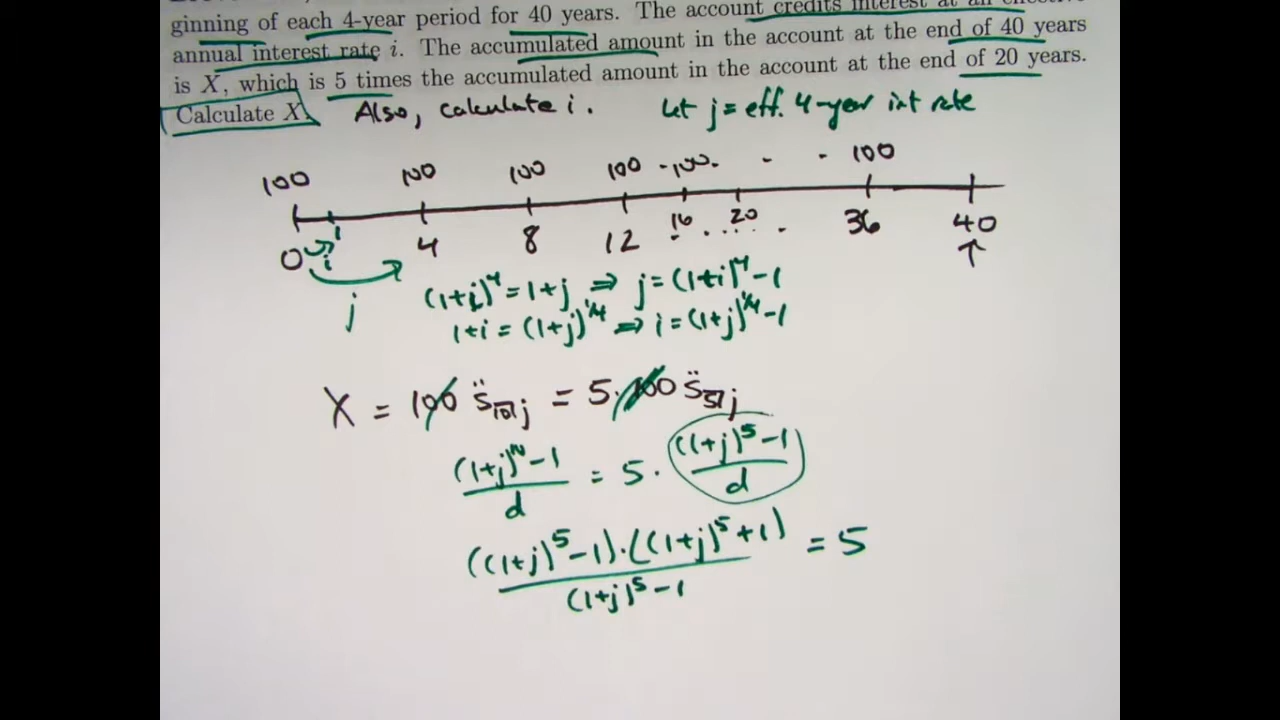 ginning of each 4-year period for 40 years. The account credits interest at an effective
annual interest rate i. The accumulated amount in the account at the end of 40 years
is X, which is 5 times the accumulated amount in the account at the end of 20 years.
Calculate X. Also, calculate i. Let j = eff. 4-year int rate
100 100 100 100 -100. - - 100
0 1 4 8 12 16 20 36 40
i
j
(1+i)^4 = 1+j ⇒ j = (1+i)^4 - 1
1+i = (1+j)^{1/4} ⇒ i = (1+j)^{1/4} - 1
X = 100 s̈_{10|j} = 5·100 s̈_{5|j}
((1+j)^{10} - 1)/d = 5 · ((1+j)^5 - 1)/d
((1+j)^5 - 1)·((1+j)^5 + 1) = 5
(1+j)^5 - 1